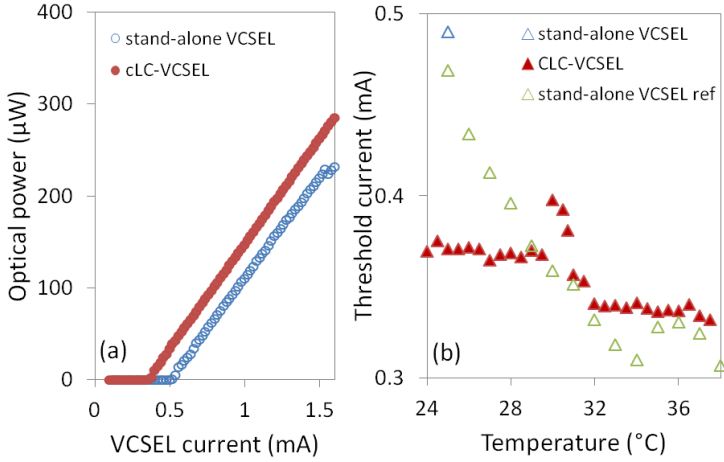 400
300
200
100
0
Optical power (µW)
stand-alone VCSEL
cLC-VCSEL
(a)
0 0.5 1 1.5
VCSEL current (mA)
0.5
0.4
0.3
Threshold current (mA)
stand-alone VCSEL
CLC-VCSEL
stand-alone VCSEL ref
(b)
24 28 32 36
Temperature (°C)